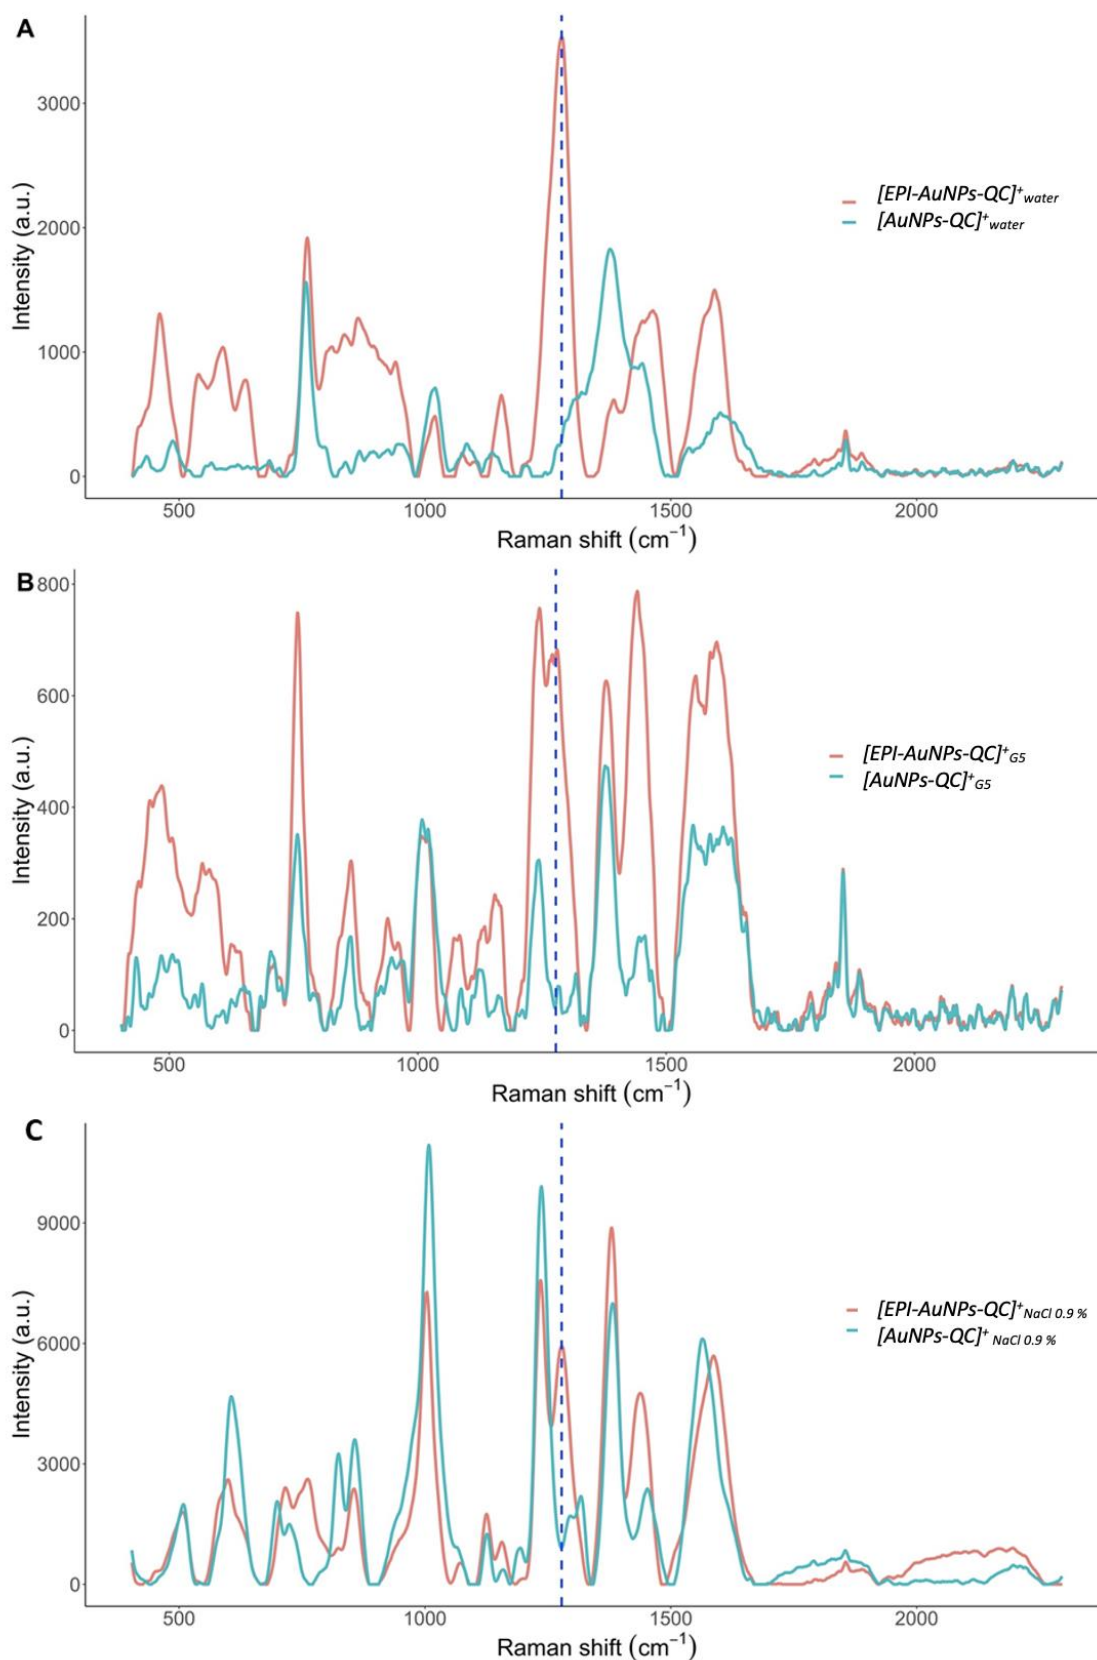 A
3000
2000
1000
0
Intensity (a.u.)
[EPI-AuNPs-QC]⁺water
[AuNPs-QC]⁺water
500 1000 1500 2000
Raman shift (cm⁻¹)
B
800
600
400
200
0
Intensity (a.u.)
[EPI-AuNPs-QC]⁺G5
[AuNPs-QC]⁺G5
500 1000 1500 2000
Raman shift (cm⁻¹)
C
9000
6000
3000
0
Intensity (a.u.)
[EPI-AuNPs-QC]⁺NaCl 0.9 %
[AuNPs-QC]⁺ NaCl 0.9 %
500 1000 1500 2000
Raman shift (cm⁻¹)